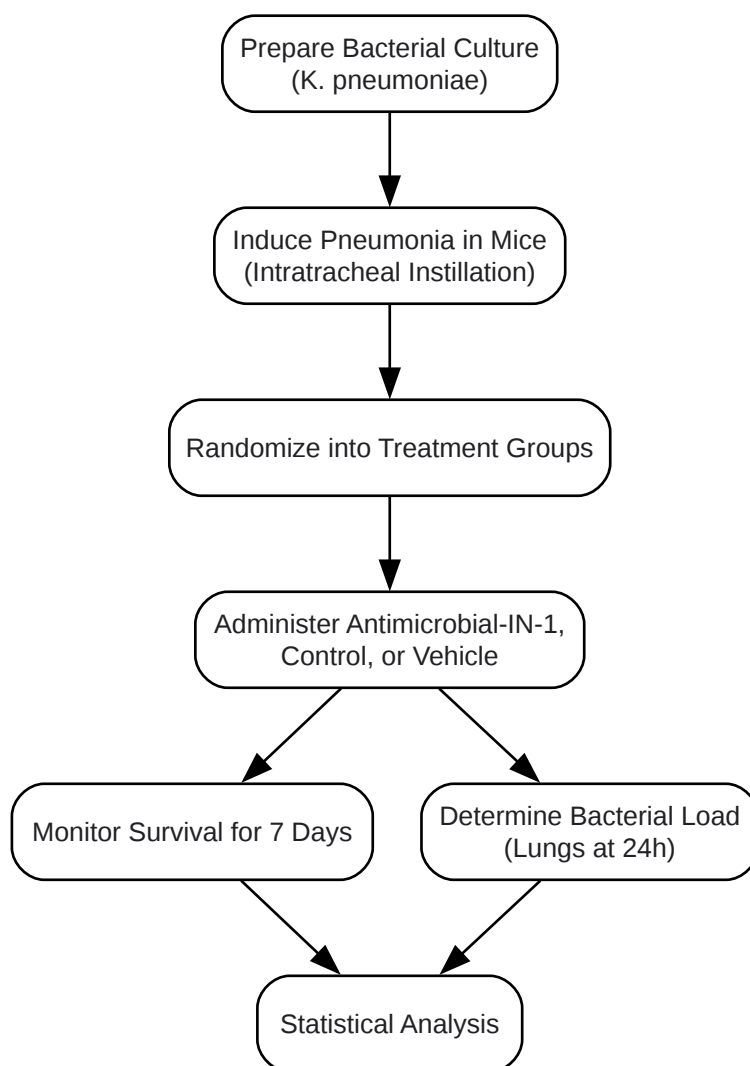 Prepare Bacterial Culture
(K. pneumoniae)
Induce Pneumonia in Mice
(Intratracheal Instillation)
Randomize into Treatment Groups
Administer Antimicrobial-IN-1,
Control, or Vehicle
Monitor Survival for 7 Days
Determine Bacterial Load
(Lungs at 24h)
Statistical Analysis